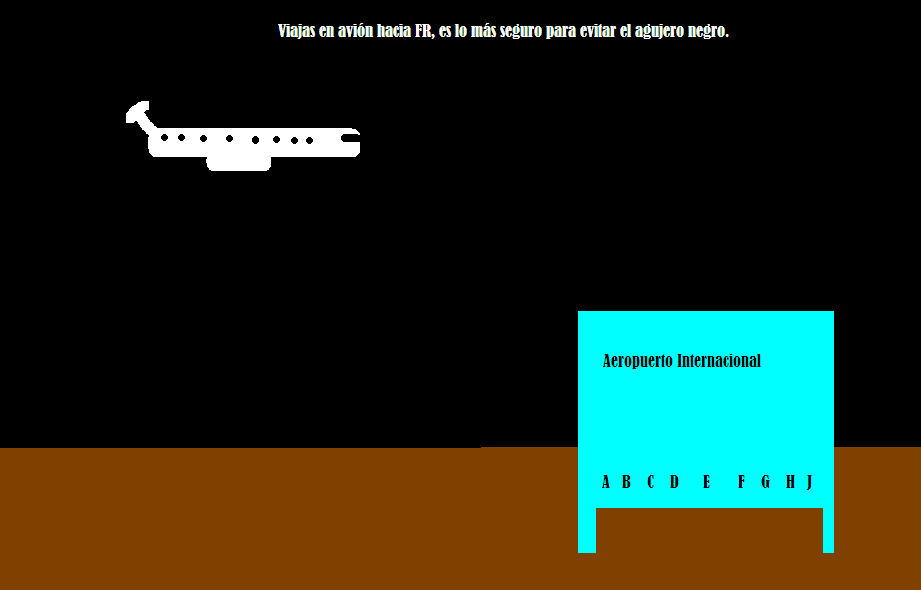 Viajas en avión hacia FR, es lo más seguro para evitar el agujero negro.
Aeropuerto Internacional
A B C D E F G H J